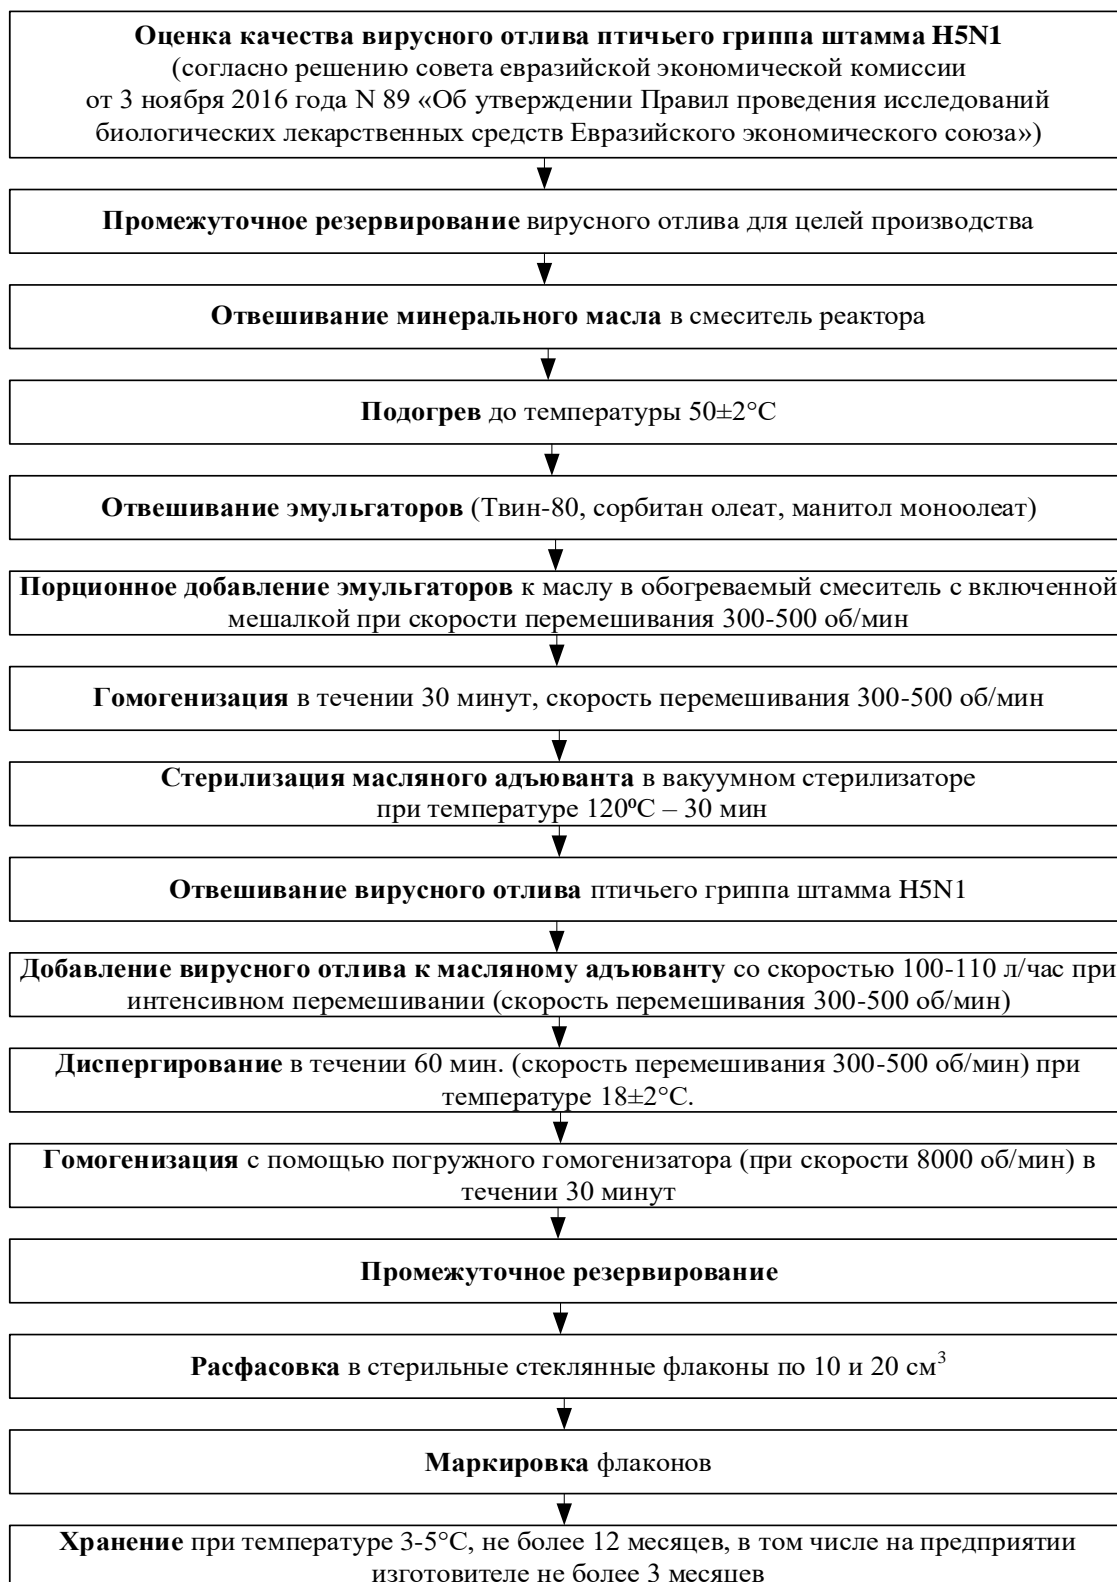 Оценка качества вирусного отлива птичьего гриппа штамма H5N1
(согласно решению совета евразийской экономической комиссии
от 3 ноября 2016 года N 89 «Об утверждении Правил проведения исследований
биологических лекарственных средств Евразийского экономического союза»)
Промежуточное резервирование вирусного отлива для целей производства
Отвешивание минерального масла в смеситель реактора
Подогрев до температуры 50±2°С
Отвешивание эмульгаторов (Твин-80, сорбитан олеат, манитол моноолеат)
Порционное добавление эмульгаторов к маслу в обогреваемый смеситель с включенной
мешалкой при скорости перемешивания 300-500 об/мин
Гомогенизация в течении 30 минут, скорость перемешивания 300-500 об/мин
Стерилизация масляного адъюванта в вакуумном стерилизаторе
при температуре 120⁰С – 30 мин
Отвешивание вирусного отлива птичьего гриппа штамма H5N1
Добавление вирусного отлива к масляному адъюванту со скоростью 100-110 л/час при
интенсивном перемешивании (скорость перемешивания 300-500 об/мин)
Диспергирование в течении 60 мин. (скорость перемешивания 300-500 об/мин) при
температуре 18±2°С.
Гомогенизация с помощью погружного гомогенизатора (при скорости 8000 об/мин) в
течении 30 минут
Промежуточное резервирование
Расфасовка в стерильные стеклянные флаконы по 10 и 20 см³
Маркировка флаконов
Хранение при температуре 3-5°С, не более 12 месяцев, в том числе на предприятии
изготовителе не более 3 месяцев